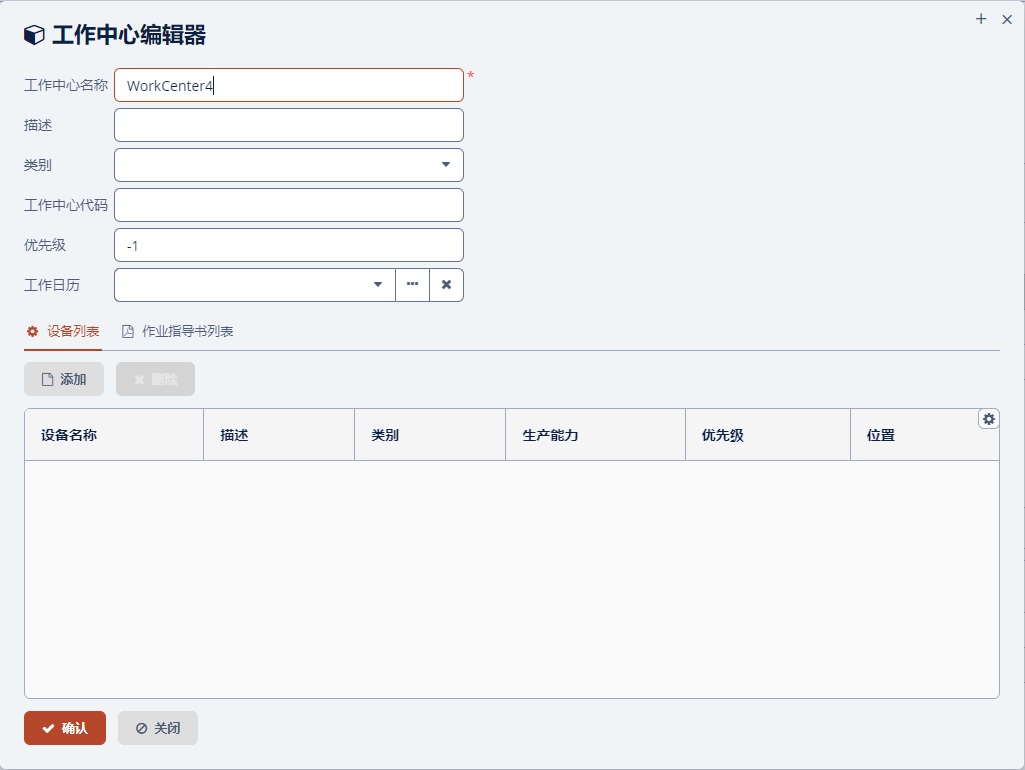 工作中心编辑器
工作中心名称 WorkCenter4 *
描述
类别
工作中心代码
优先级 -1
工作日历
设备列表 作业指导书列表
添加 删除
设备名称 描述 类别 生产能力 优先级 位置
确认 关闭